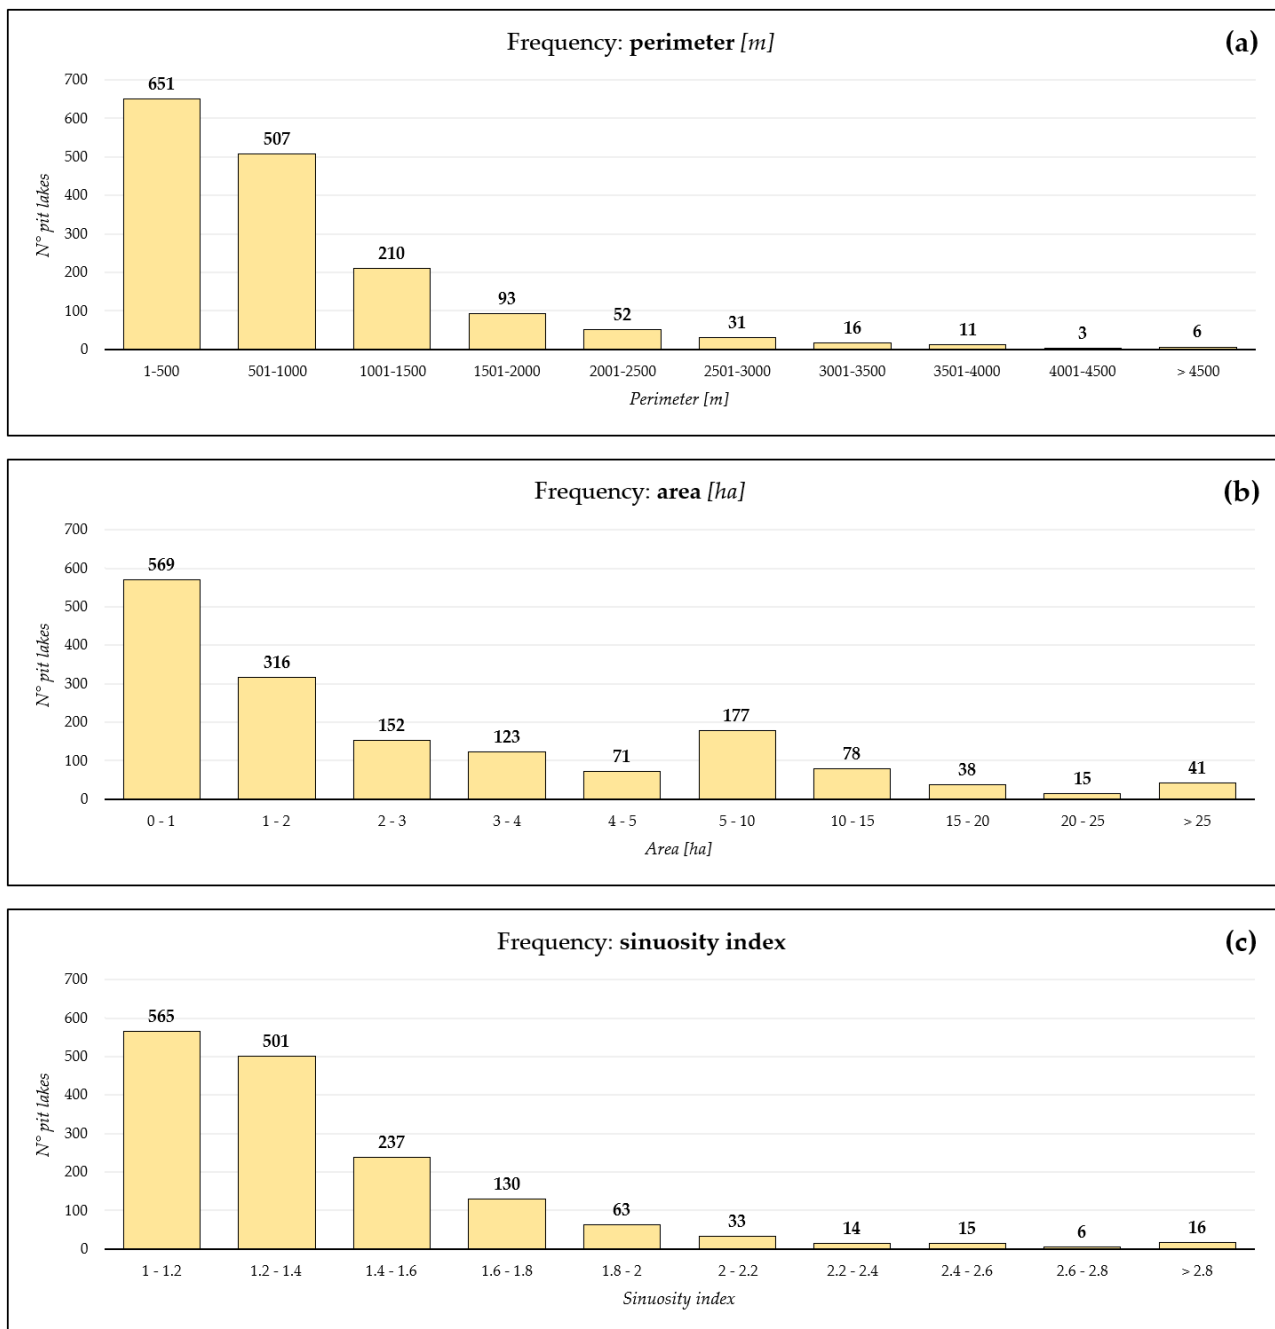 Frequency: perimeter [m]
(a)
N° pit lakes
700
600
500
400
300
200
100
0
651
507
210
93
52
31
16
11
3
6
1-500
501-1000
1001-1500
1501-2000
2001-2500
2501-3000
3001-3500
3501-4000
4001-4500
> 4500
Perimeter [m]
Frequency: area [ha]
(b)
N° pit lakes
700
600
500
400
300
200
100
0
569
316
152
123
71
177
78
38
15
41
0 - 1
1 - 2
2 - 3
3 - 4
4 - 5
5 - 10
10 - 15
15 - 20
20 - 25
> 25
Area [ha]
Frequency: sinuosity index
(c)
N° pit lakes
700
600
500
400
300
200
100
0
565
501
237
130
63
33
14
15
6
16
1 - 1.2
1.2 - 1.4
1.4 - 1.6
1.6 - 1.8
1.8 - 2
2 - 2.2
2.2 - 2.4
2.4 - 2.6
2.6 - 2.8
> 2.8
Sinuosity index